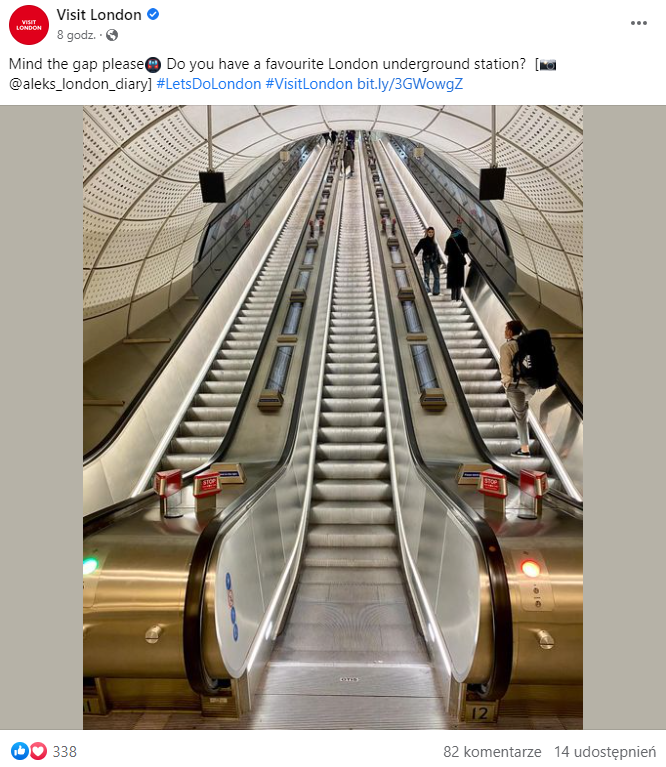 VISIT
LONDON
Visit London
8 godz.
Mind the gap please Do you have a favourite London underground station? [
@aleks_london_diary] #LetsDoLondon #VisitLondon bit.ly/3GWowgZ
STOP
STOP
OTIS
12
338
82 komentarze 14 udostępnień